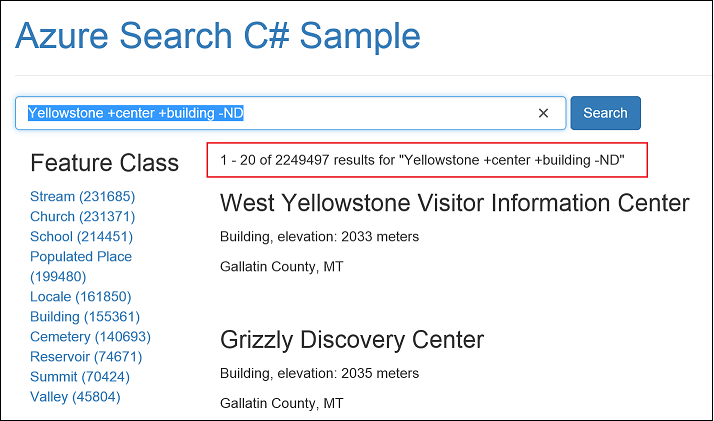 Azure Search C# Sample
Yellowstone +center +building -ND
Search
Feature Class
Stream (231685)
Church (231371)
School (214451)
Populated Place
(199480)
Locale (161850)
Building (155361)
Cemetery (140693)
Reservoir (74671)
Summit (70424)
Valley (45804)
1 - 20 of 2249497 results for "Yellowstone +center +building -ND"
West Yellowstone Visitor Information Center
Building, elevation: 2033 meters
Gallatin County, MT
Grizzly Discovery Center
Building, elevation: 2035 meters
Gallatin County, MT